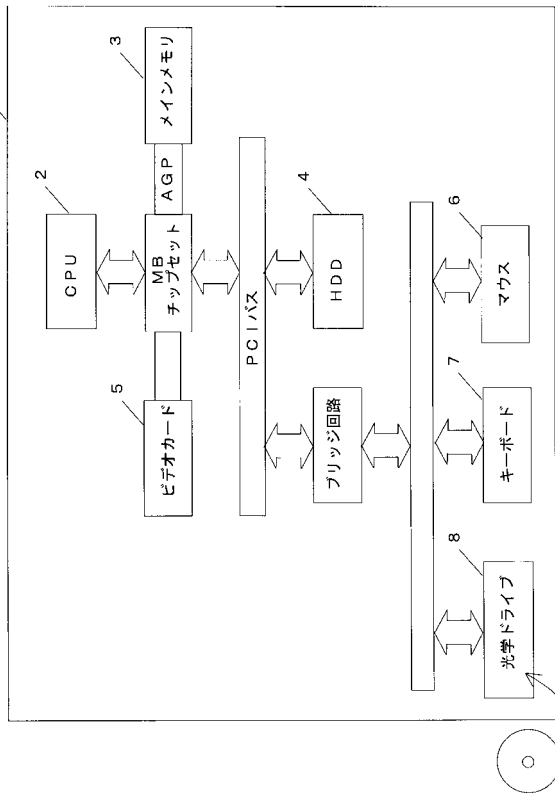 2
CPU
3
メインメモリ
AGP
MB
チップセット
5
ビデオカード
PCIバス
4
HDD
ブリッジ回路
6
マウス
7
キーボード
8
光学ドライブ